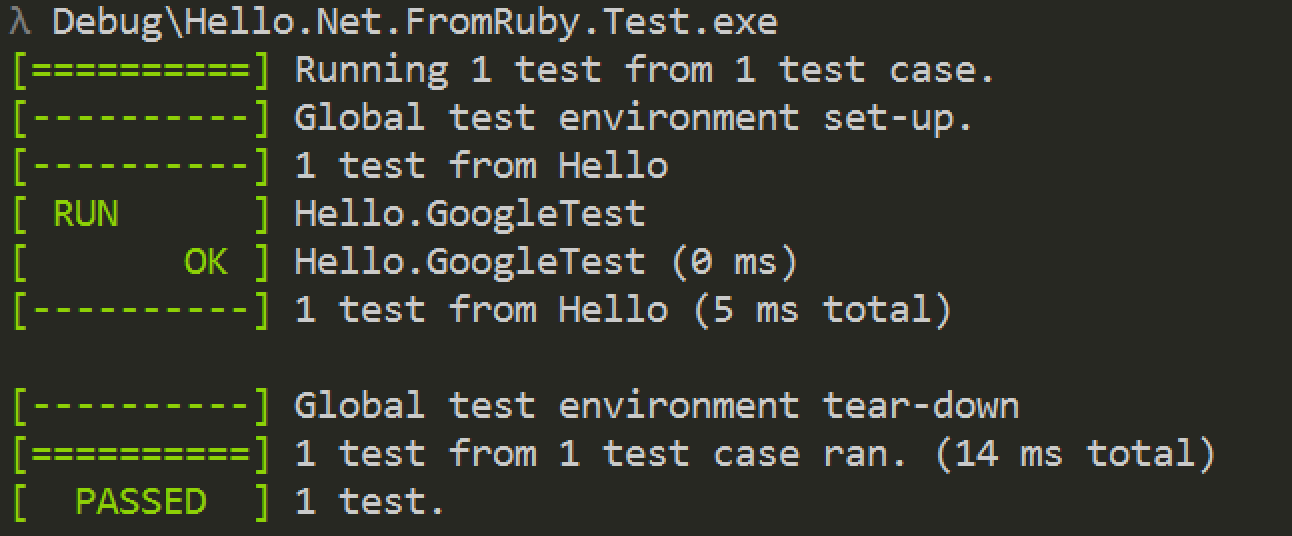 λ Debug\Hello.Net.FromRuby.Test.exe
[==========] Running 1 test from 1 test case.
[----------] Global test environment set-up.
[----------] 1 test from Hello
[ RUN      ] Hello.GoogleTest
[       OK ] Hello.GoogleTest (0 ms)
[----------] 1 test from Hello (5 ms total)

[----------] Global test environment tear-down
[==========] 1 test from 1 test case ran. (14 ms total)
[  PASSED  ] 1 test.